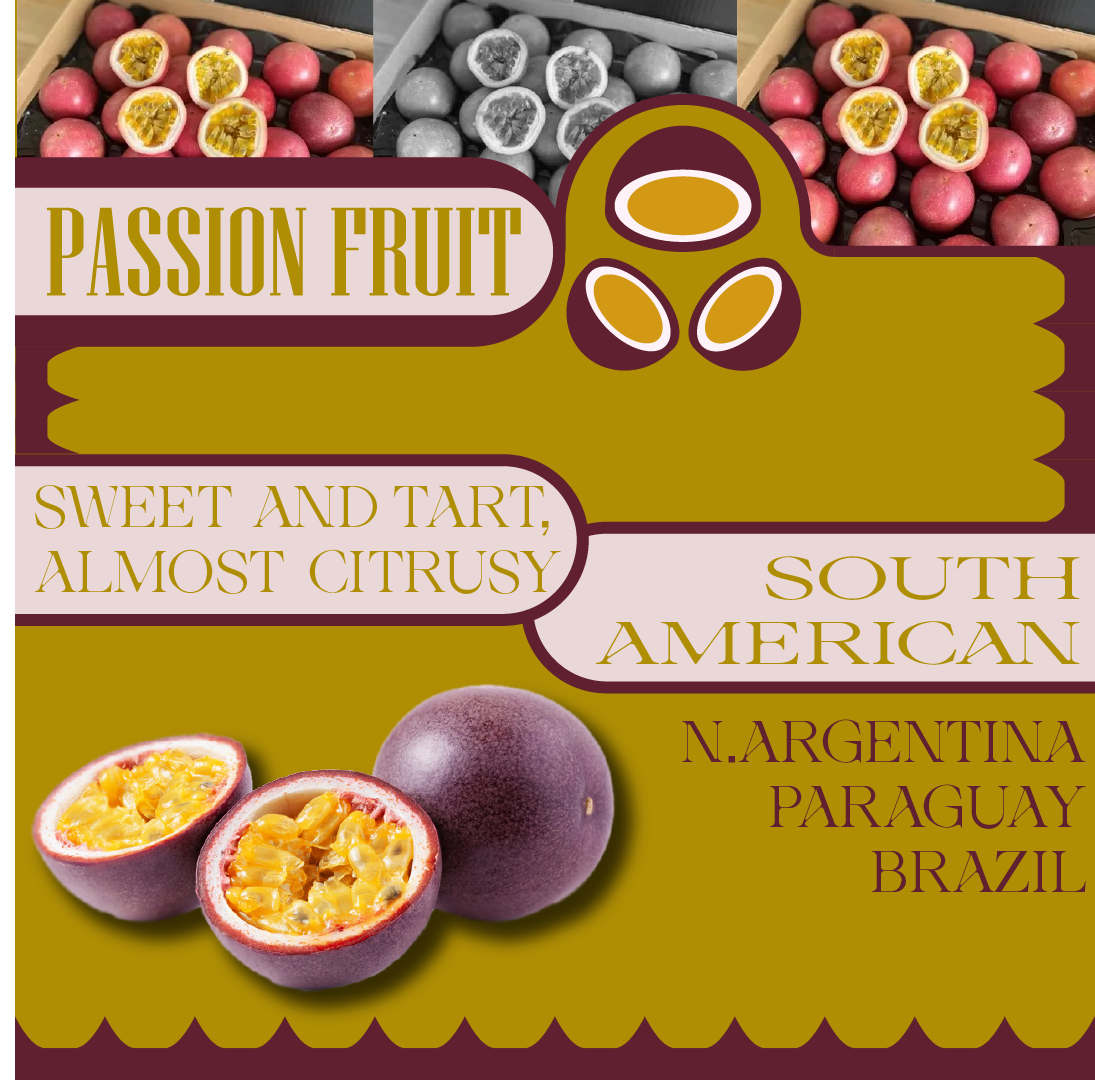 PASSION FRUIT
SWEET AND TART,
ALMOST CITRUSY
SOUTH
AMERICAN
N.ARGENTINA
PARAGUAY
BRAZIL